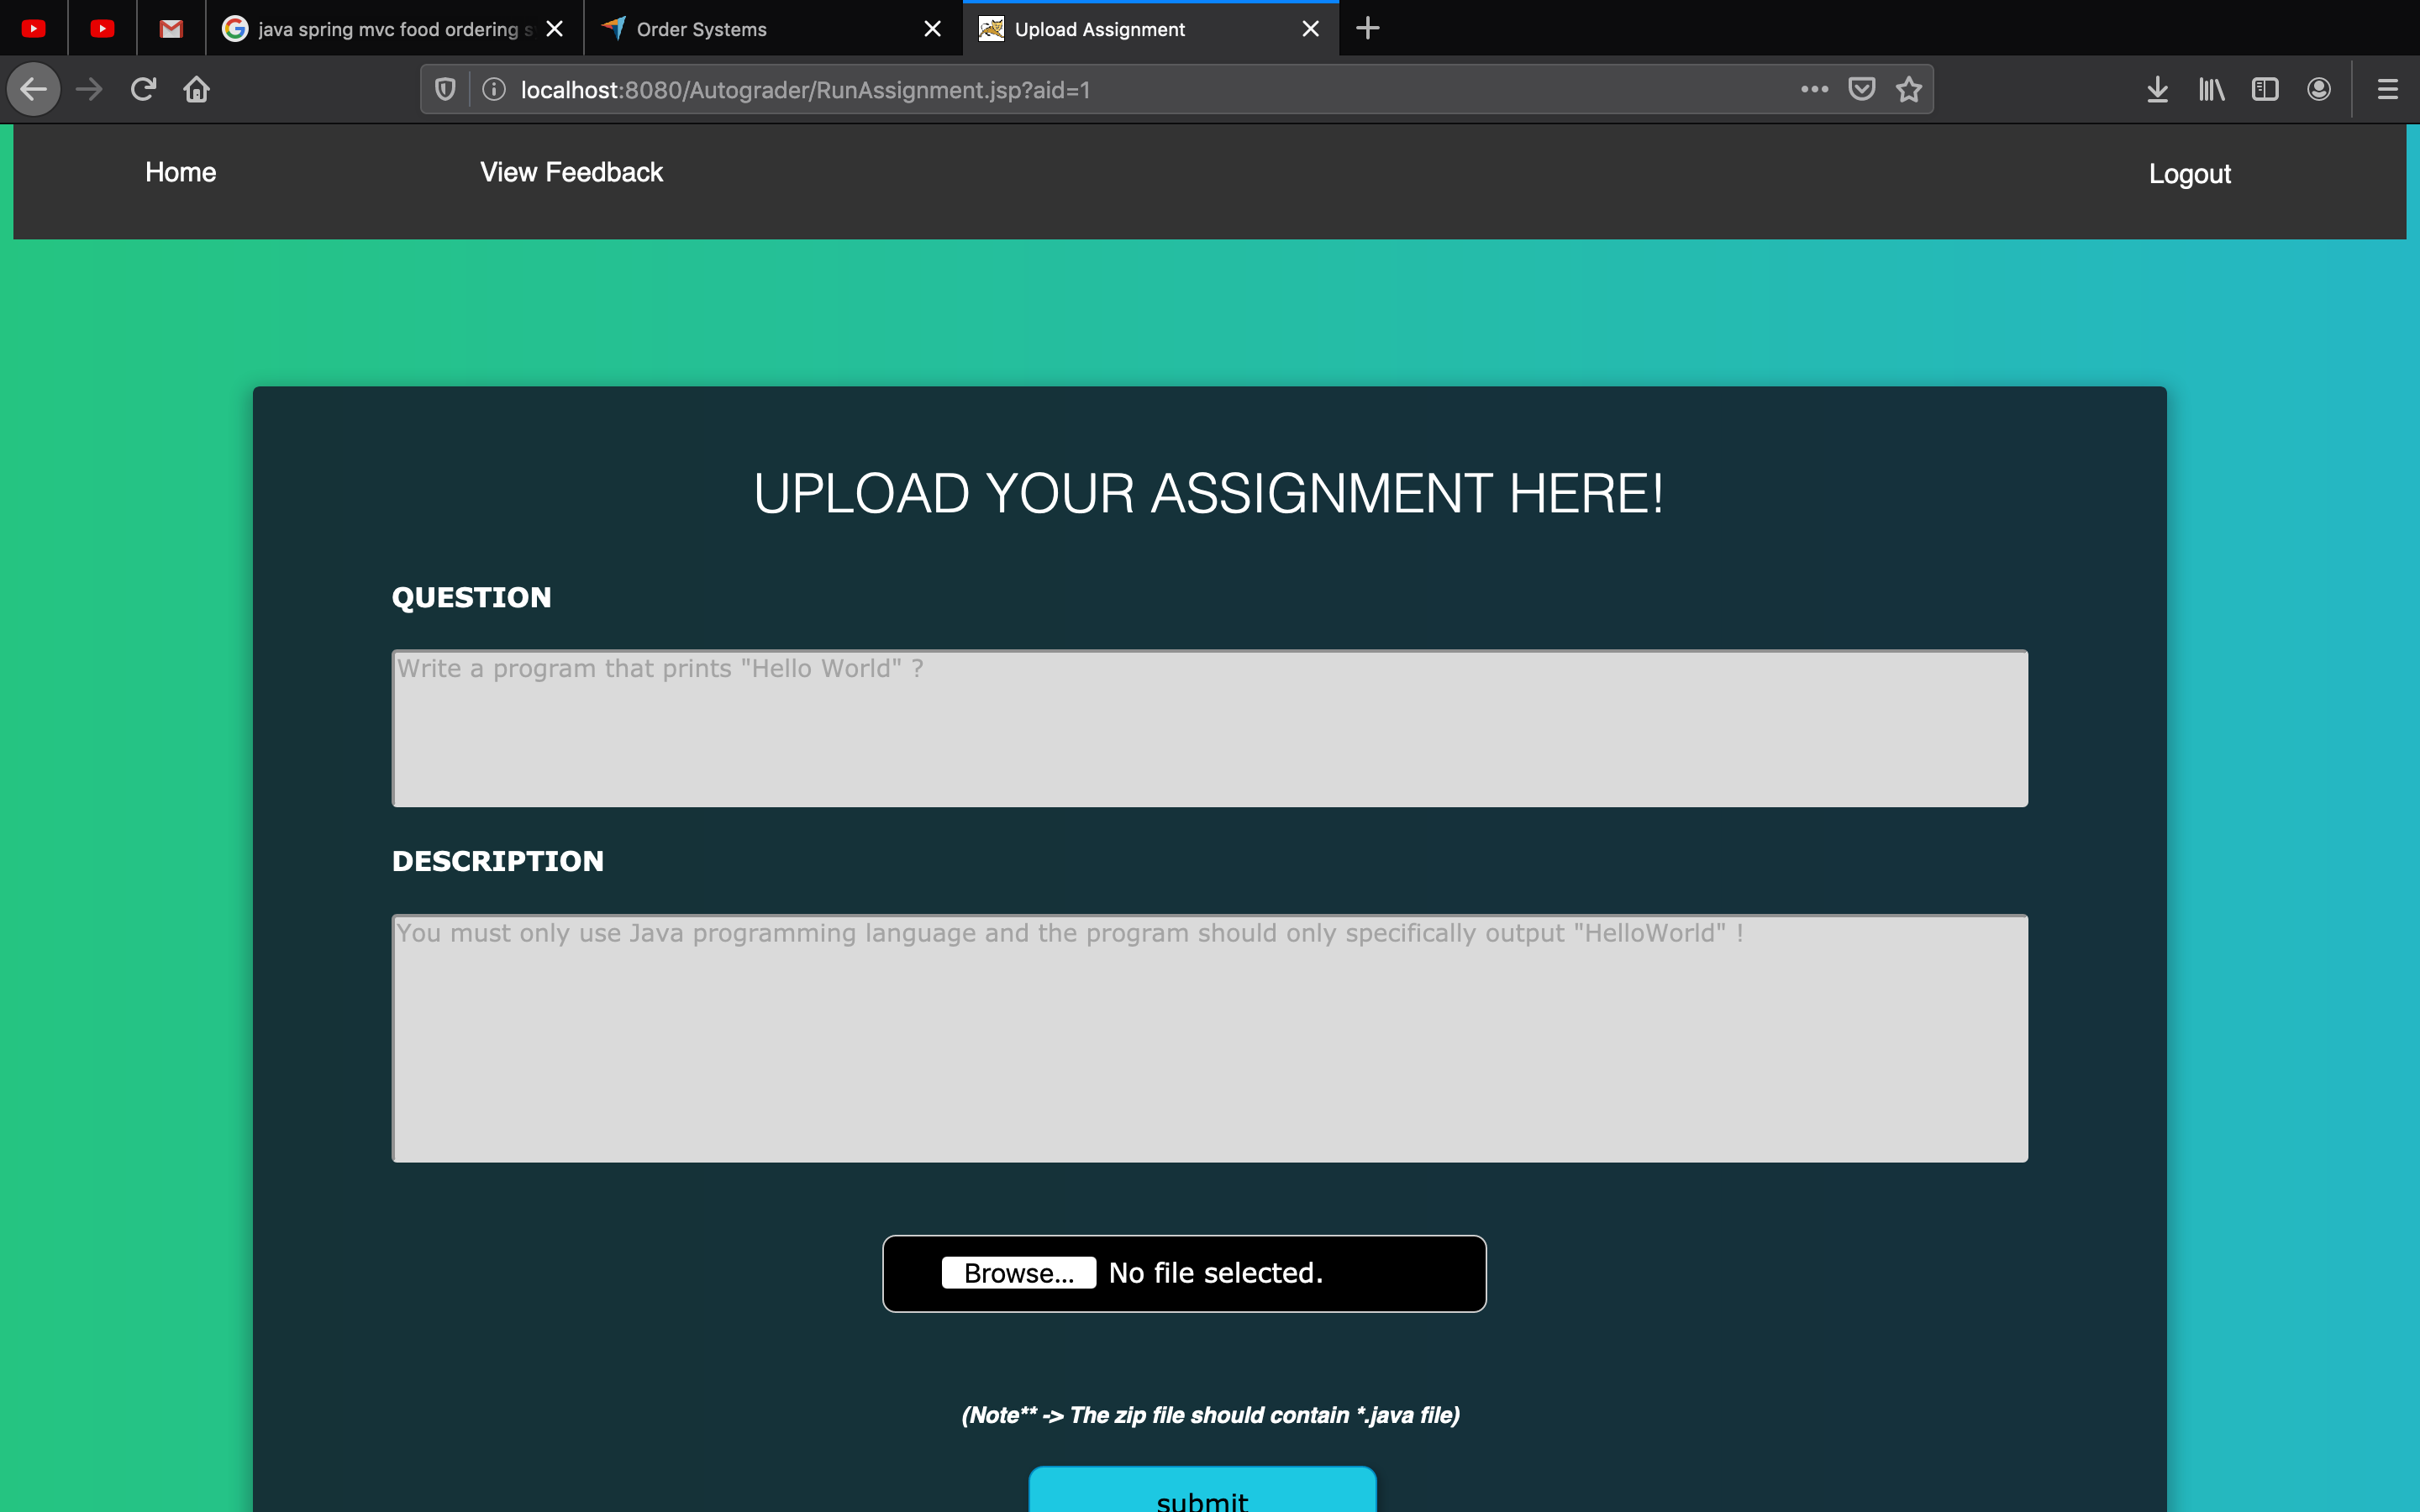 java spring mvc food ordering s
Order Systems
Upload Assignment
localhost:8080/Autograder/RunAssignment.jsp?aid=1
Home
View Feedback
Logout
UPLOAD YOUR ASSIGNMENT HERE!
QUESTION
Write a program that prints "Hello World" ?
DESCRIPTION
You must only use Java programming language and the program should only specifically output "HelloWorld" !
Browse... No file selected.
(Note** -> The zip file should contain *.java file)
submit